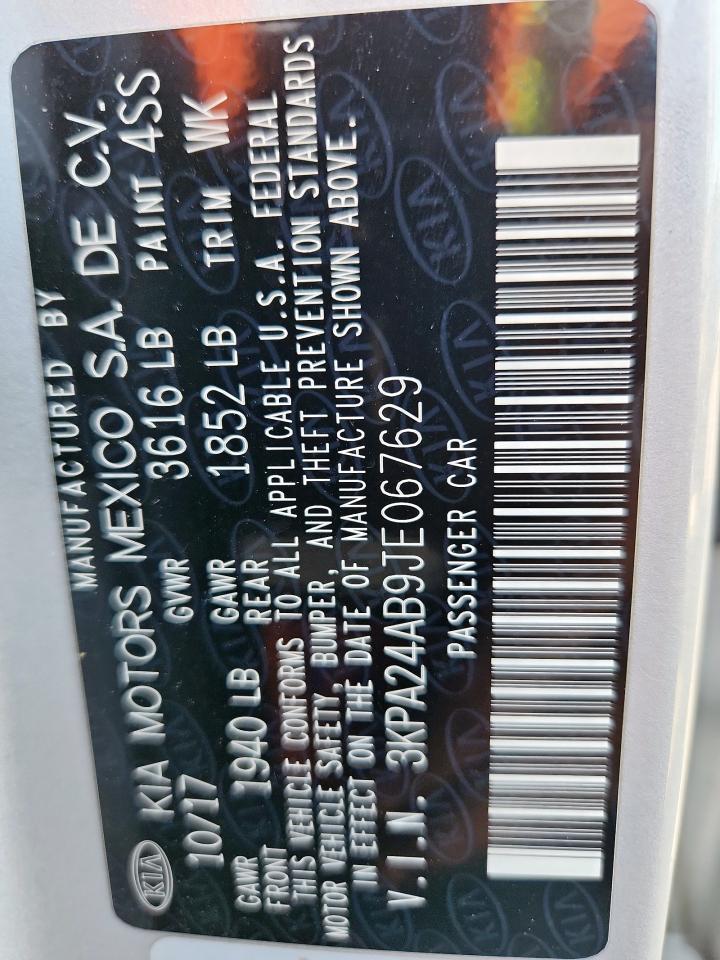 MANUFACTURED BY
KIA KIA MOTORS MEXICO S.A. DE C.V.
10/17 GVWR 3616 LB PAINT 4SS
GAWR FRONT 1940 LB GAWR REAR 1852 LB TRIM WK
THIS VEHICLE CONFORMS TO ALL APPLICABLE U.S.A. FEDERAL
MOTOR VEHICLE SAFETY, BUMPER, AND THEFT PREVENTION STANDARDS
IN EFFECT ON THE DATE OF MANUFACTURE SHOWN ABOVE.
V.I.N. 3KPA24AB9JE067629
PASSENGER CAR